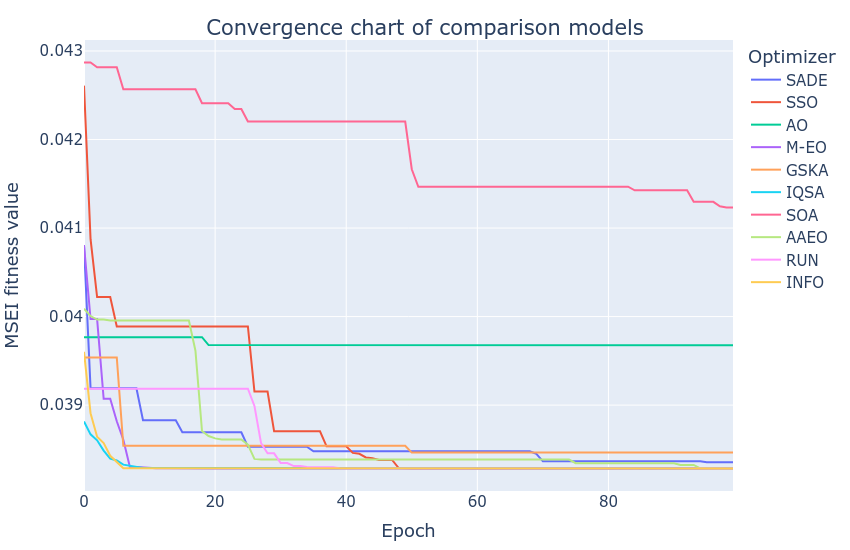 Convergence chart of comparison models
MSEI fitness value
0.043
0.042
0.041
0.04
0.039
0
20
40
60
80
Epoch
Optimizer
SADE
SSO
AO
M-EO
GSKA
IQSA
SOA
AAEO
RUN
INFO